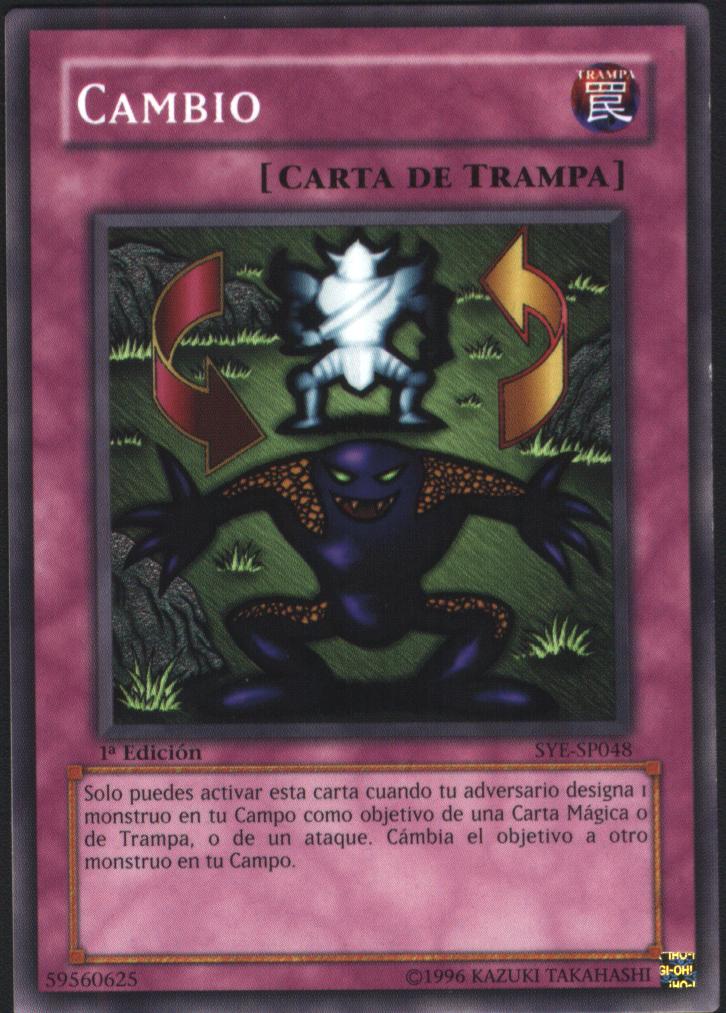 CAMBIO
TRAMPA
罠
[CARTA DE TRAMPA]
1ª Edición
SYE-SP048
Solo puedes activar esta carta cuando tu adversario designa 1
monstruo en tu Campo como objetivo de una Carta Mágica o
de Trampa, o de un ataque. Cámbia el objetivo a otro
monstruo en tu Campo.
59560625
©1996 KAZUKI TAKAHASHI
GI-OH!